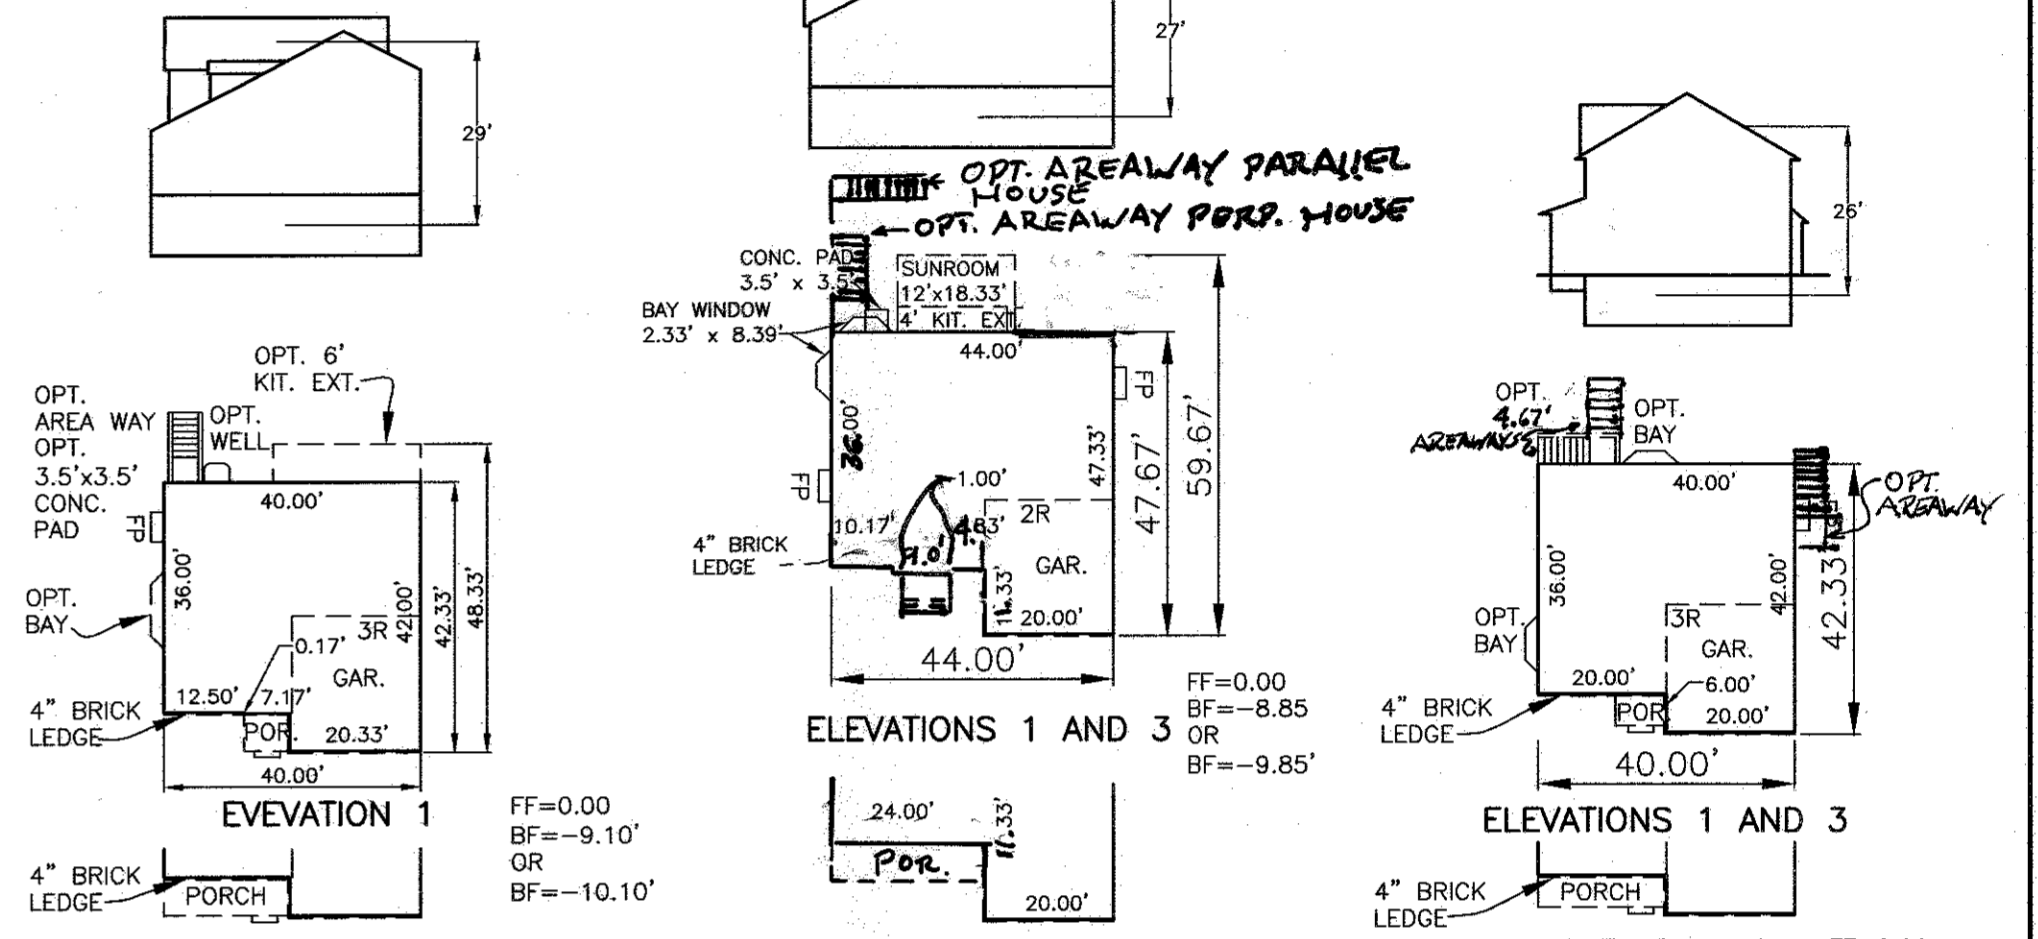 29'
OPT. 6'
KIT. EXT.
OPT.
AREA WAY
OPT.
3.5'x3.5'
CONC.
PAD
OPT.
WELL
FP
40.00'
36.00'
OPT.
BAY
3R
GAR.
42.00'
42.33'
48.33'
0.17'
12.50'
7.17'
4" BRICK
LEDGE
POR.
20.33'
40.00'
EVEVATION 1
FF=0.00
BF=-9.10'
OR
BF=-10.10'
4" BRICK
LEDGE
PORCH
27'
OPT. AREAWAY PARALLEL
HOUSE
OPT. AREAWAY PERP. HOUSE
CONC. PAD
3.5' x 3.5'
SUNROOM
12'x18.33'
4' KIT. EXT
BAY WINDOW
2.33' x 8.39'
44.00'
FP
36.00'
47.33'
47.67'
59.67'
FP
1.00'
10.17'
4.83'
2R
GAR.
9.0'
4" BRICK
LEDGE
11.33'
20.00'
44.00'
ELEVATIONS 1 AND 3
FF=0.00
BF=-8.85
OR
BF=-9.85'
24.00'
11.33'
POR.
20.00'
26'
OPT.
4.67'
AREAWAYS
OPT.
BAY
40.00'
OPT.
AREAWAY
36.00'
42.00'
42.33'
OPT.
BAY
3R
GAR.
20.00'
6.00'
4" BRICK
LEDGE
POR
20.00'
40.00'
ELEVATIONS 1 AND 3
4" BRICK
LEDGE
PORCH